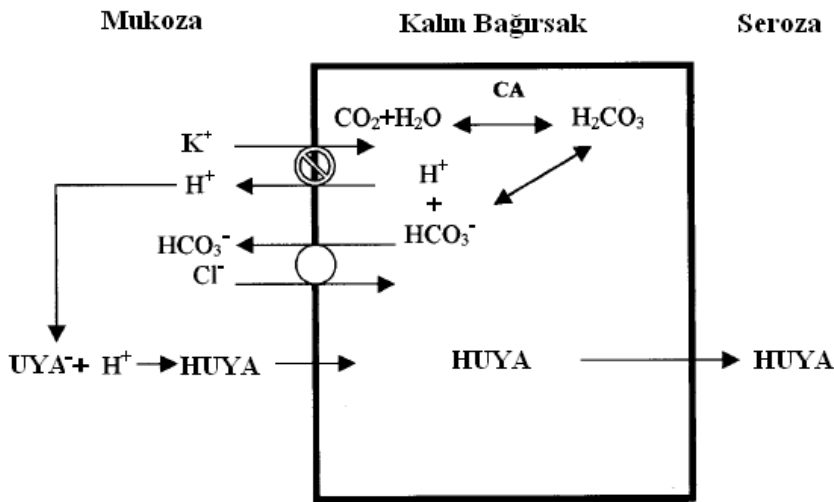 Mukoza Kalın Bağırsak Seroza
CA
CO₂+H₂O H₂CO₃
K⁺
H⁺ H⁺
+
HCO₃⁻ HCO₃⁻
Cl⁻
UYA⁻+ H⁺ HUYA HUYA HUYA